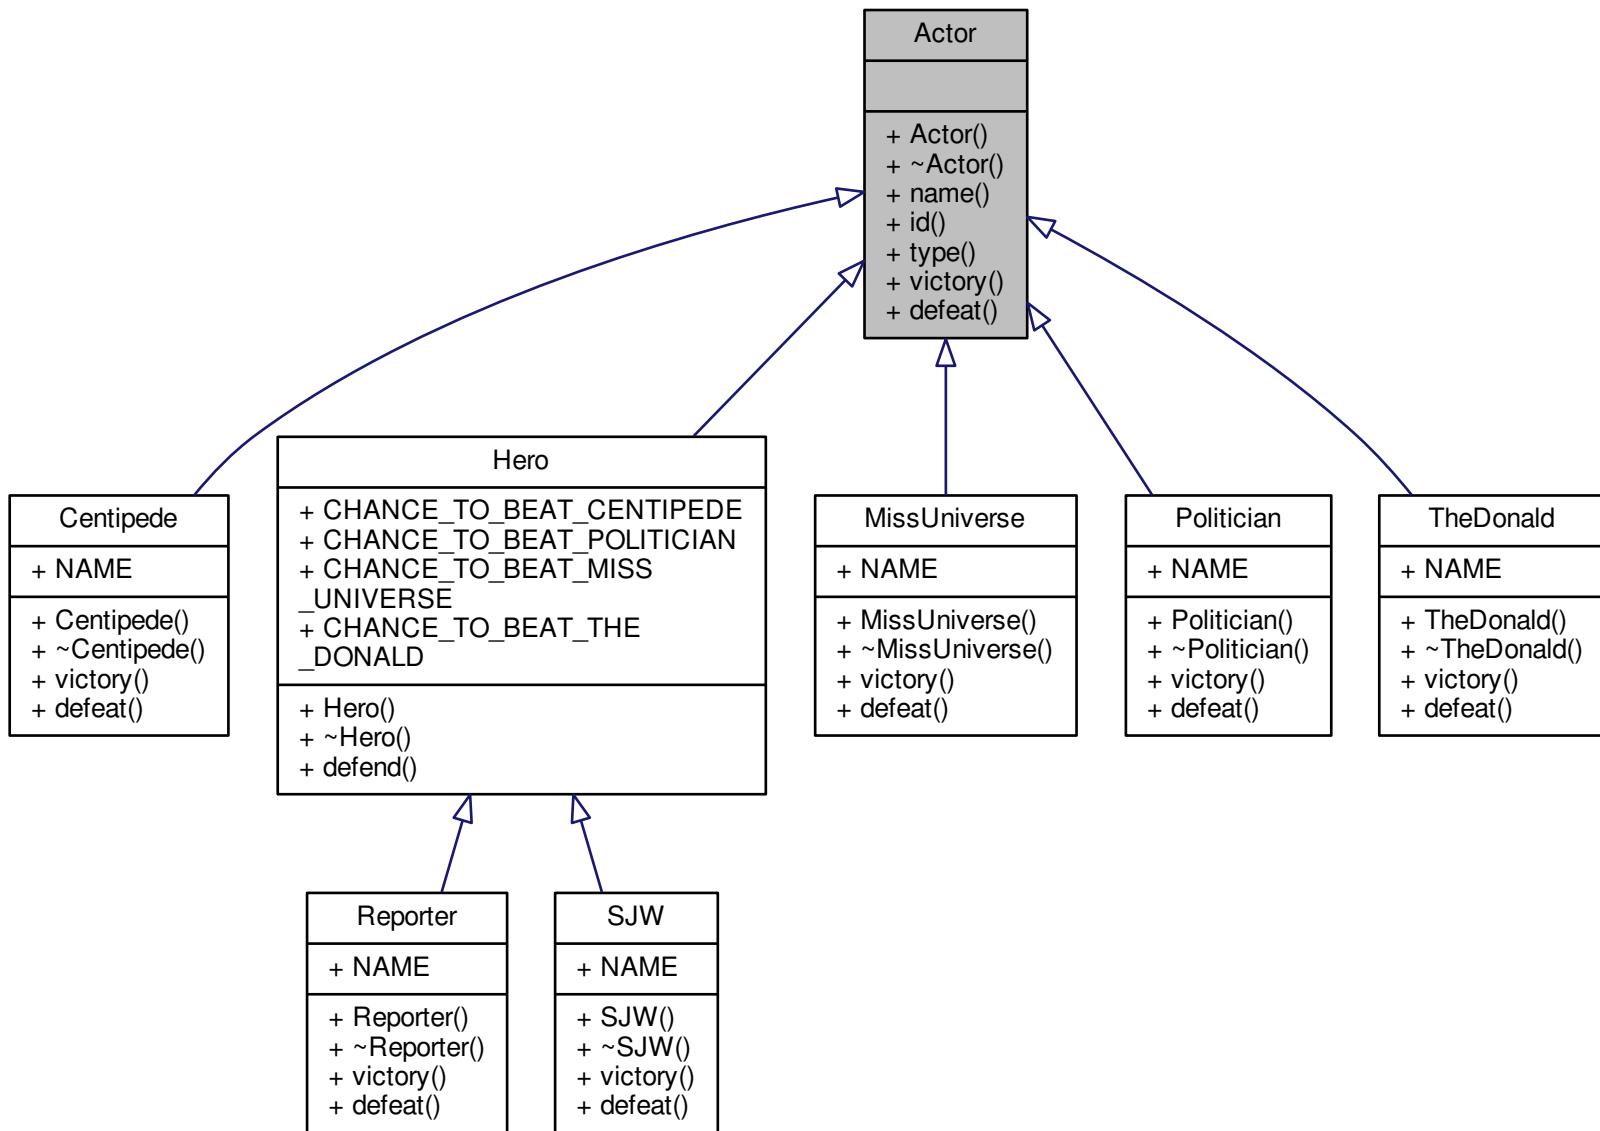 Actor
+ Actor()
+ ~Actor()
+ name()
+ id()
+ type()
+ victory()
+ defeat()
Centipede
+ NAME
+ Centipede()
+ ~Centipede()
+ victory()
+ defeat()
Hero
+ CHANCE_TO_BEAT_CENTIPEDE
+ CHANCE_TO_BEAT_POLITICIAN
+ CHANCE_TO_BEAT_MISS
_UNIVERSE
+ CHANCE_TO_BEAT_THE
_DONALD
+ Hero()
+ ~Hero()
+ defend()
MissUniverse
+ NAME
+ MissUniverse()
+ ~MissUniverse()
+ victory()
+ defeat()
Politician
+ NAME
+ Politician()
+ ~Politician()
+ victory()
+ defeat()
TheDonald
+ NAME
+ TheDonald()
+ ~TheDonald()
+ victory()
+ defeat()
Reporter
+ NAME
+ Reporter()
+ ~Reporter()
+ victory()
+ defeat()
SJW
+ NAME
+ SJW()
+ ~SJW()
+ victory()
+ defeat()